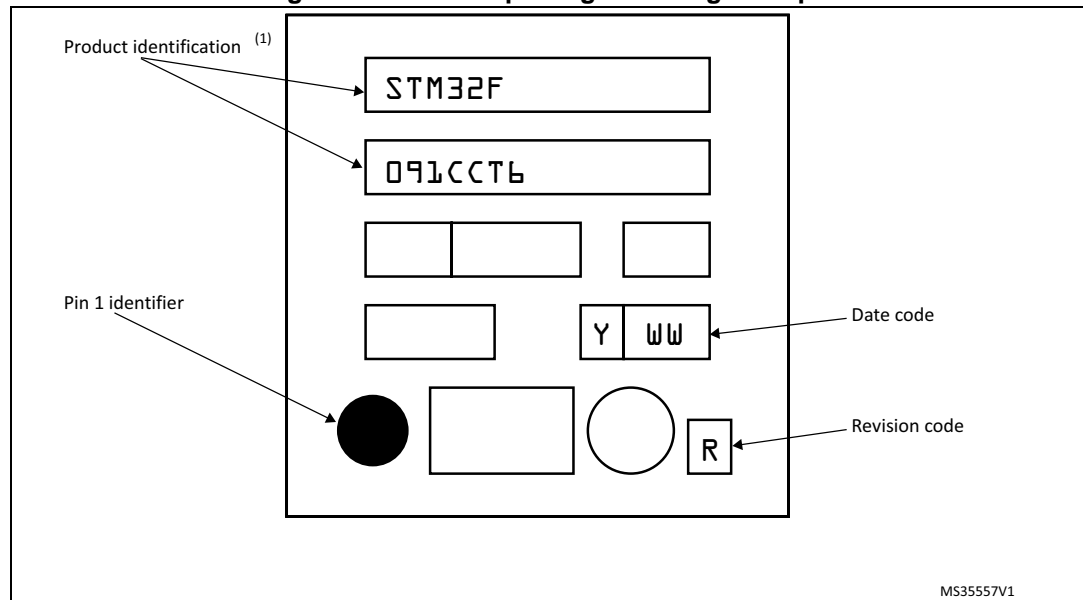 Product identification (1)
STM32F
091CCT6
Pin 1 identifier
Y WW
Date code
Revision code
R
MS35557V1